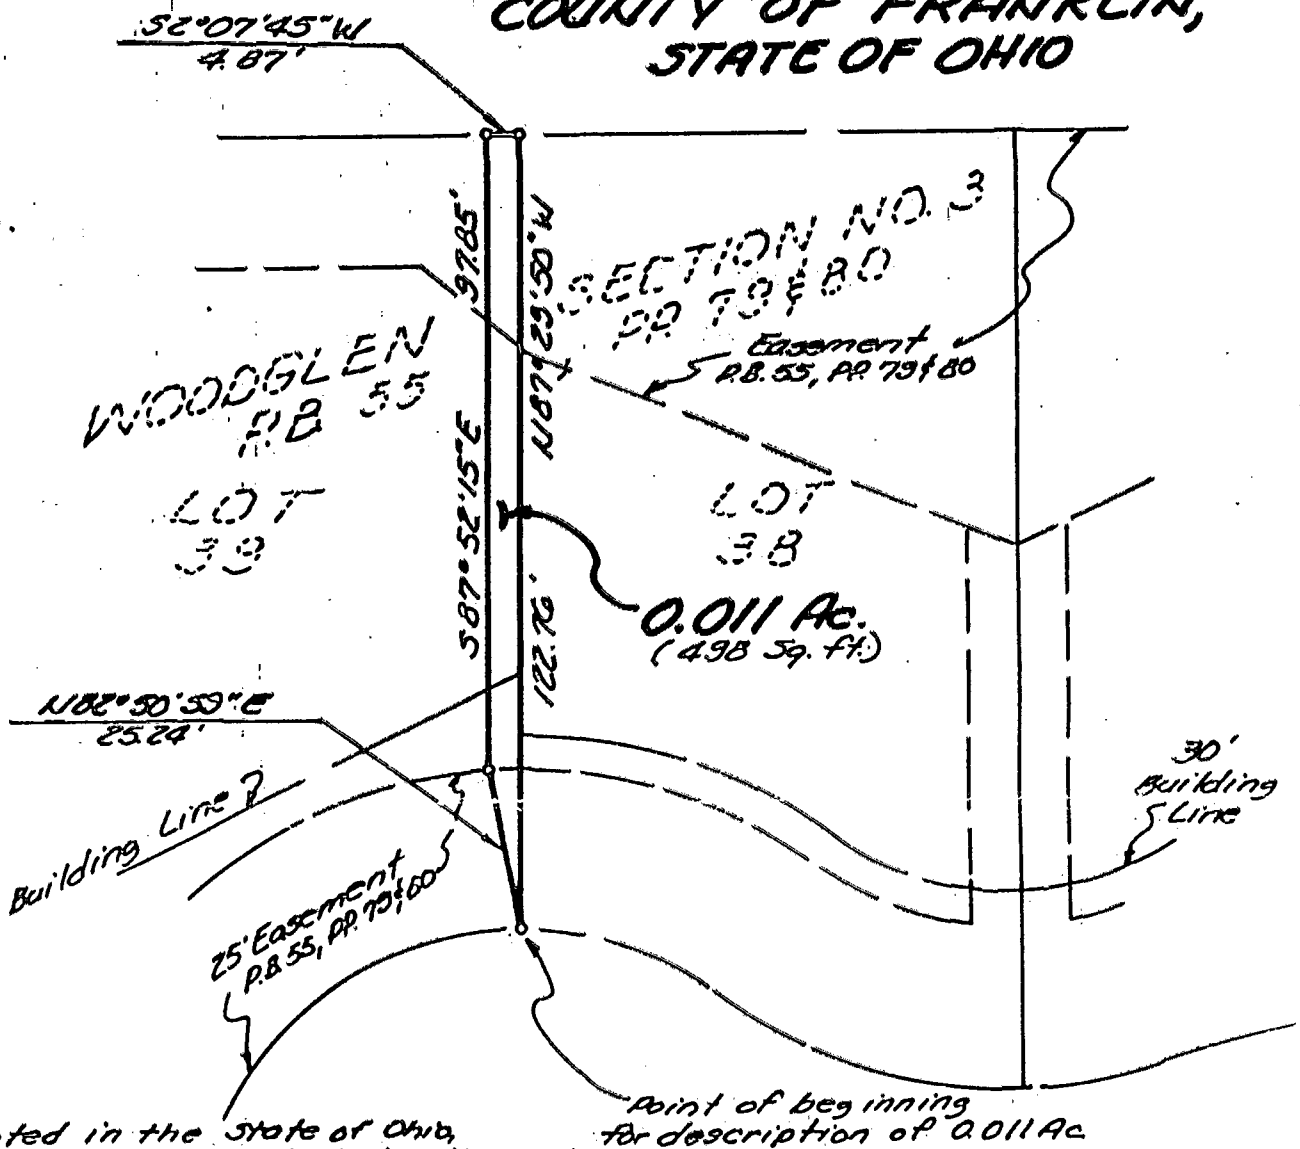 COUNTY OF FRANKLIN,
STATE OF OHIO
S2°07'45"W
4.87'
97.85'
S87°52'15"E
N87°29'50"W
122.76'
SECTION NO. 3
PP. 79 & 80
WOODGLEN
P.B. 55
Easement
P.B. 55, PP. 79 & 80
LOT
39
LOT
38
0.011 Ac.
(498 Sq. ft.)
N82°50'59"E
25.24'
Building Line ?
30'
Building
Line
25' Easement
P.B. 55, PP. 79 & 80
Point of beginning
for description of 0.011 Ac
ted in the State of Ohio,